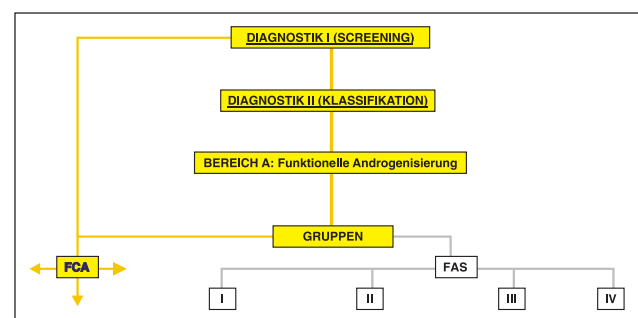 DIAGNOSTIK I (SCREENING)
DIAGNOSTIK II (KLASSIFIKATION)
BEREICH A: Funktionelle Androgenisierung
GRUPPEN
FCA
FAS
I
II
III
IV